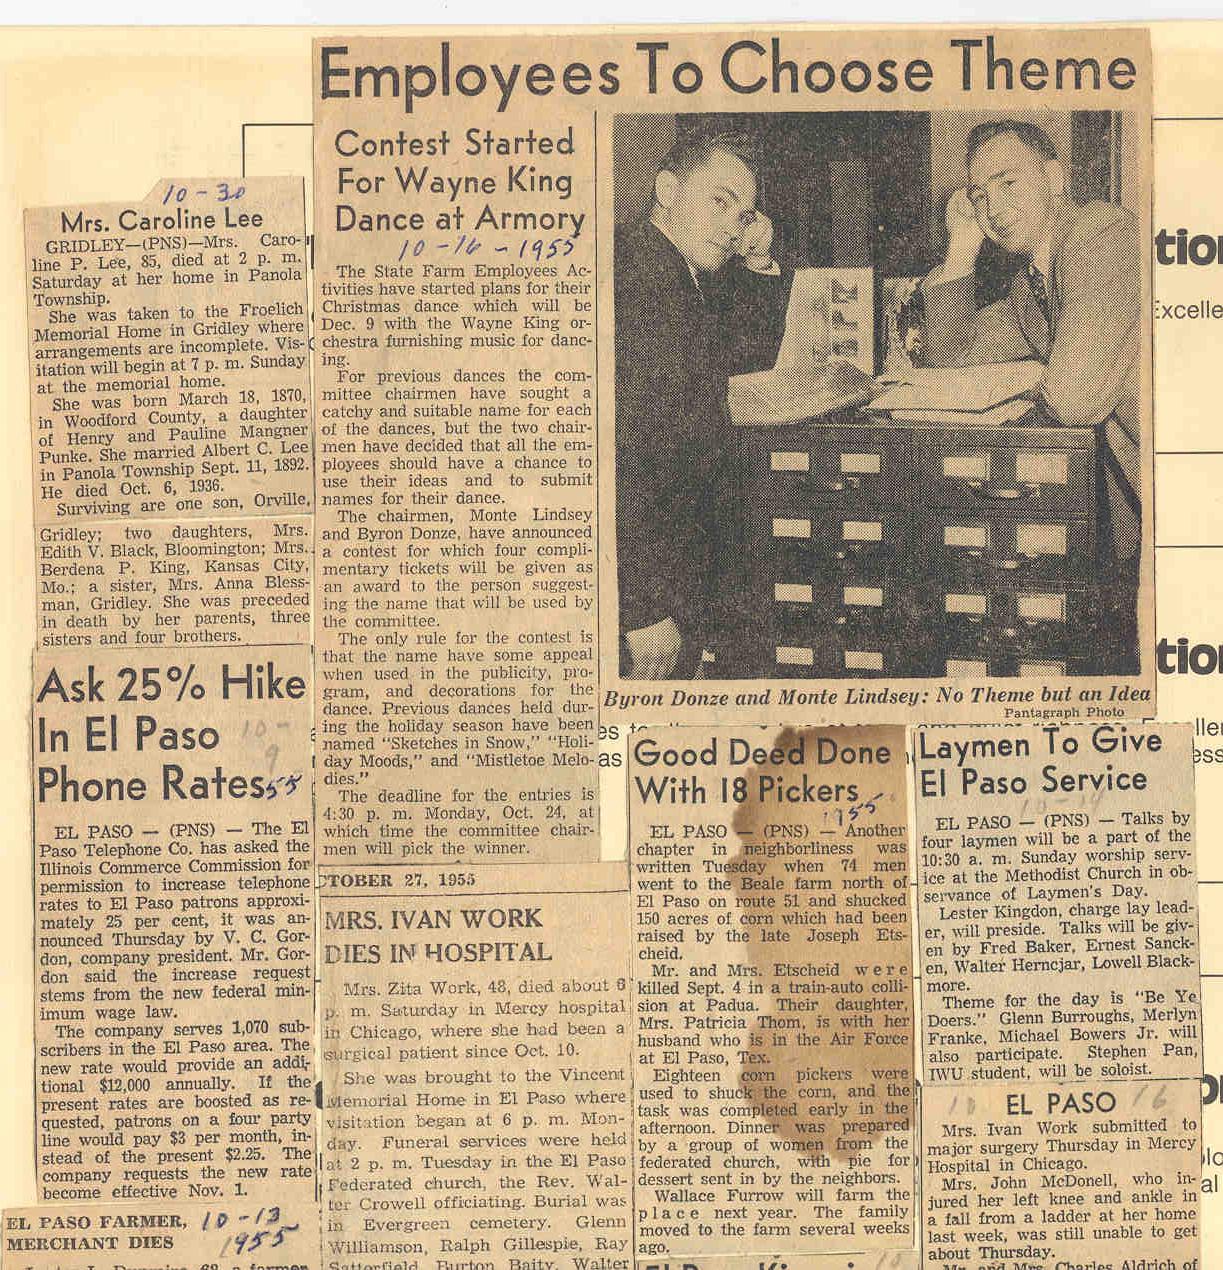 Employees To Choose Theme
Contest Started
For Wayne King
Dance at Armory
10-16-1955
The State Farm Employees Ac-
tivities have started plans for their
Christmas dance which will be
Dec. 9 with the Wayne King or-
chestra furnishing music for danc-
ing.
For previous dances the com-
mittee chairmen have sought a
catchy and suitable name for each
of the dances, but the two chair-
men have decided that all the em-
ployees should have a chance to
use their ideas and to submit
names for their dance.
The chairmen, Monte Lindsey
and Byron Donze, have announced
a contest for which four compli-
mentary tickets will be given as
an award to the person suggest-
ing the name that will be used by
the committee.
The only rule for the contest is
that the name have some appeal
when used in the publicity, pro-
gram, and decorations for the
dance. Previous dances held dur-
ing the holiday season have been
named "Sketches in Snow," "Holi-
day Moods," and "Mistletoe Melo-
dies."
The deadline for the entries is
4:30 p. m. Monday, Oct. 24, at
which time the committee chair-
men will pick the winner.
Byron Donze and Monte Lindsey: No Theme but an Idea
Pantagraph Photo
10-30
Mrs. Caroline Lee
GRIDLEY—(PNS)—Mrs. Caro-
line P. Lee, 85, died at 2 p. m.
Saturday at her home in Panola
Township.
She was taken to the Froelich
Memorial Home in Gridley where
arrangements are incomplete. Vis-
itation will begin at 7 p. m. Sunday
at the memorial home.
She was born March 18, 1870,
in Woodford County, a daughter
of Henry and Pauline Mangner
Punke. She married Albert C. Lee
in Panola Township Sept. 11, 1892.
He died Oct. 6, 1936.
Surviving are one son, Orville,
Gridley; two daughters, Mrs.
Edith V. Black, Bloomington; Mrs.
Berdena P. King, Kansas City,
Mo.; a sister, Mrs. Anna Bless-
man, Gridley. She was preceded
in death by her parents, three
sisters and four brothers.
Ask 25% Hike
In El Paso
Phone Rates
10-
9
55
EL PASO — (PNS) — The El
Paso Telephone Co. has asked the
Illinois Commerce Commission for
permission to increase telephone
rates to El Paso patrons approxi-
mately 25 per cent, it was an-
nounced Thursday by V. C. Gor-
don, company president. Mr. Gor-
don said the increase request
stems from the new federal min-
imum wage law.
The company serves 1,070 sub-
scribers in the El Paso area. The
new rate would provide an addi-
tional $12,000 annually. If the
present rates are boosted as re-
quested, patrons on a four party
line would pay $3 per month, in-
stead of the present $2.25. The
company requests the new rate
become effective Nov. 1.
EL PASO FARMER,
MERCHANT DIES
10-13
1955
TOBER 27, 1955
MRS. IVAN WORK
DIES IN HOSPITAL
Mrs. Zita Work, 48, died about 6
p. m. Saturday in Mercy hospital
in Chicago, where she had been a
surgical patient since Oct. 10.
She was brought to the Vincent
Memorial Home in El Paso where
visitation began at 6 p. m. Mon-
day. Funeral services were held
at 2 p. m. Tuesday in the El Paso
Federated church, the Rev. Wal-
ter Crowell officiating. Burial was
in Evergreen cemetery. Glenn
Williamson, Ralph Gillespie, Ray
Satterfield, Burton Baity, Walter
Good Deed Done
With 18 Pickers
1955
EL PASO — (PNS) — Another
chapter in neighborliness was
written Tuesday when 74 men
went to the Beale farm north of
El Paso on route 51 and shucked
150 acres of corn which had been
raised by the late Joseph Ets-
cheid.
Mr. and Mrs. Etscheid were
killed Sept. 4 in a train-auto colli-
sion at Padua. Their daughter,
Mrs. Patricia Thom, is with her
husband who is in the Air Force
at El Paso, Tex.
Eighteen corn pickers were
used to shuck the corn, and the
task was completed early in the
afternoon. Dinner was prepared
by a group of women from the
federated church, with pie for
dessert sent in by the neighbors.
Wallace Furrow will farm the
place next year. The family
moved to the farm several weeks
ago.
Laymen To Give
El Paso Service
EL PASO — (PNS) — Talks by
four laymen will be a part of the
10:30 a. m. Sunday worship serv-
ice at the Methodist Church in ob-
servance of Laymen's Day.
Lester Kingdon, charge lay lead-
er, will preside. Talks will be giv-
en by Fred Baker, Ernest Sanck-
en, Walter Herncjar, Lowell Black-
more.
Theme for the day is "Be Ye
Doers." Glenn Burroughs, Merlyn
Franke, Michael Bowers Jr. will
also participate. Stephen Pan,
IWU student, will be soloist.
10 EL PASO 16
Mrs. Ivan Work submitted to
major surgery Thursday in Mercy
Hospital in Chicago.
Mrs. John McDonell, who in-
jured her left knee and ankle in
a fall from a ladder at her home
last week, was still unable to get
about Thursday.
Mr. and Mrs. Charles Aldrich of